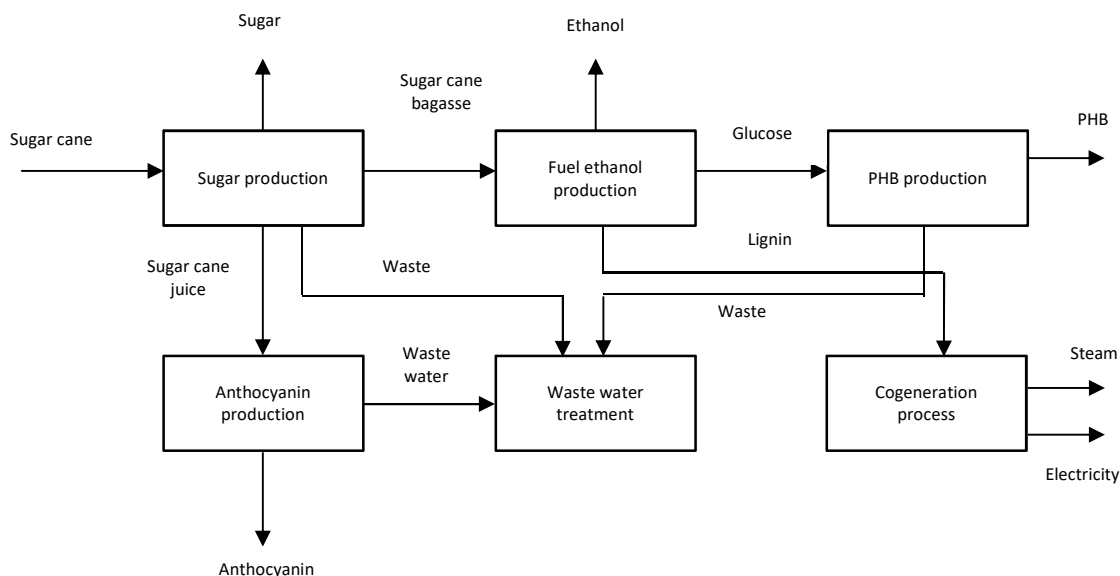 Sugar
Ethanol
Sugar cane
bagasse
Sugar cane
Glucose
PHB
Sugar production
Fuel ethanol
production
PHB production
Sugar cane
juice
Waste
Lignin
Waste
Waste
water
Steam
Anthocyanin
production
Waste water
treatment
Cogeneration
process
Electricity
Anthocyanin